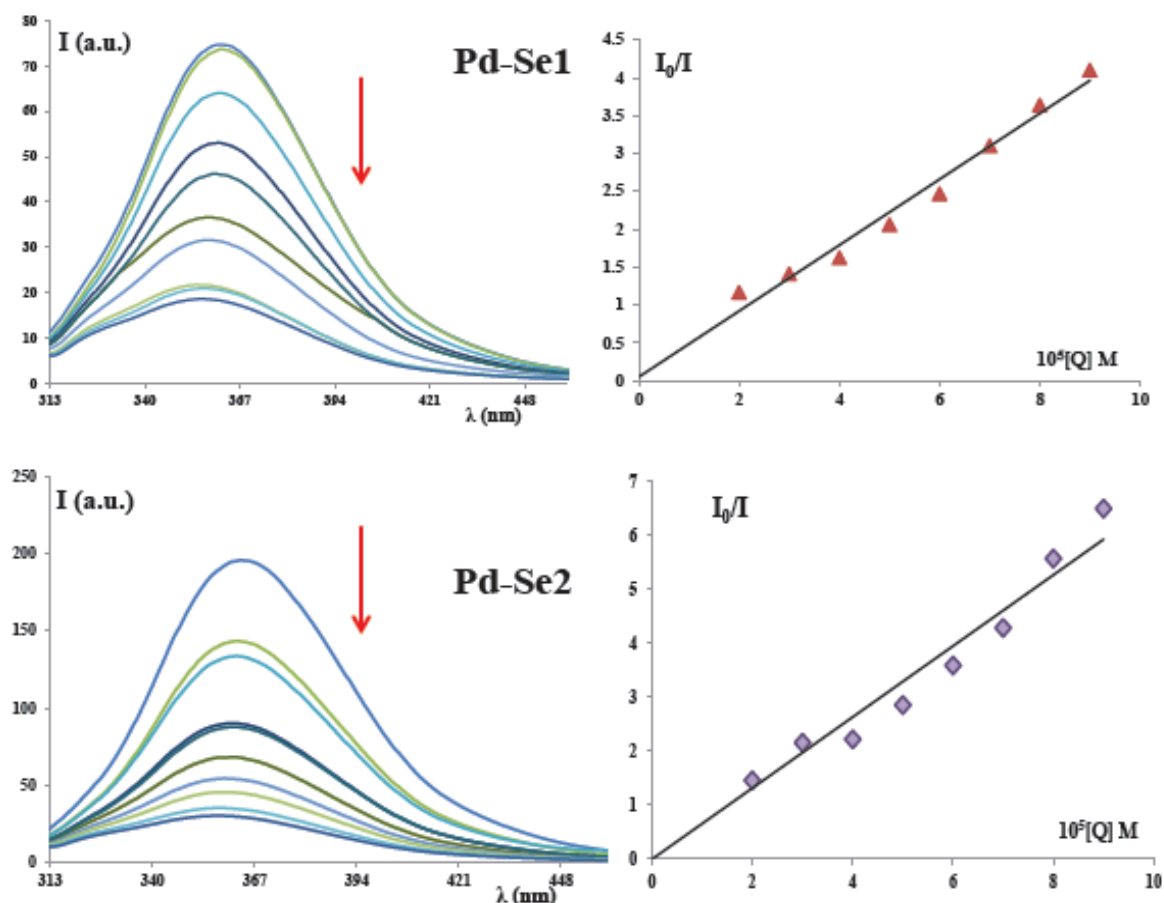 I (a.u.)
Pd-Se1
80
70
60
50
40
30
20
10
0
313 340 367 394 421 448
λ (nm)
I₀/I
4.5
4
3.5
3
2.5
2
1.5
1
0.5
0
10⁵[Q] M
0 2 4 6 8 10
I (a.u.)
Pd-Se2
250
200
150
100
50
0
313 340 367 394 421 448
λ (nm)
I₀/I
7
6
5
4
3
2
1
0
10⁵[Q] M
0 2 4 6 8 10